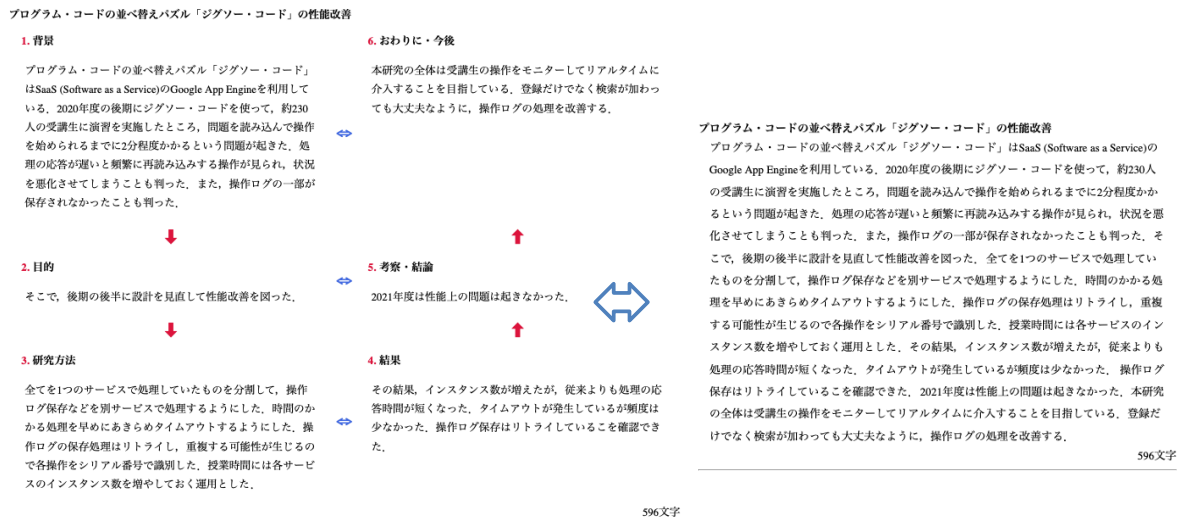 プログラム・コードの並べ替えパズル「ジグソー・コード」の性能改善
1. 背景
プログラム・コードの並べ替えパズル「ジグソー・コード」
はSaaS (Software as a Service)のGoogle App Engineを利用して
いる．2020年度の後期にジグソー・コードを使って，約230
人の受講生に演習を実施したところ，問題を読み込んで操作
を始められるまでに2分程度かかるという問題が起きた．処
理の応答が遅いと頻繁に再読み込みする操作が見られ，状況
を悪化させてしまうことも判った．また，操作ログの一部が
保存されなかったことも判った．
2. 目的
そこで，後期の後半に設計を見直して性能改善を図った．
3. 研究方法
全てを1つのサービスで処理していたものを分割して，操作
ログ保存などを別サービスで処理するようにした．時間のか
かる処理を早めにあきらめタイムアウトするようにした．操
作ログの保存処理はリトライし，重複する可能性が生じるの
で各操作をシリアル番号で識別した．授業時間には各サービ
スのインスタンス数を増やしておく運用とした．
4. 結果
その結果，インスタンス数が増えたが，従来よりも処理の応
答時間が短くなった．タイムアウトが発生しているが頻度は
少なかった．操作ログ保存はリトライしているこを確認でき
た．
5. 考察・結論
2021年度は性能上の問題は起きなかった．
6. おわりに・今後
本研究の全体は受講生の操作をモニターしてリアルタイムに
介入することを目指している．登録だけでなく検索が加わっ
ても大丈夫なように，操作ログの処理を改善する．
596文字
プログラム・コードの並べ替えパズル「ジグソー・コード」の性能改善
プログラム・コードの並べ替えパズル「ジグソー・コード」はSaaS (Software as a Service)の
Google App Engineを利用している．2020年度の後期にジグソー・コードを使って，約230人
の受講生に演習を実施したところ，問題を読み込んで操作を始められるまでに2分程度かか
るという問題が起きた．処理の応答が遅いと頻繁に再読み込みする操作が見られ，状況を悪
化させてしまうことも判った．また，操作ログの一部が保存されなかったことも判った．そ
こで，後期の後半に設計を見直して性能改善を図った．全てを1つのサービスで処理してい
たものを分割して，操作ログ保存などを別サービスで処理するようにした．時間のかかる処
理を早めにあきらめタイムアウトするようにした．操作ログの保存処理はリトライし，重複
する可能性が生じるので各操作をシリアル番号で識別した．授業時間には各サービスのイン
スタンス数を増やしておく運用とした．その結果，インスタンス数が増えたが，従来よりも
処理の応答時間が短くなった．タイムアウトが発生しているが頻度は少なかった．操作ログ
保存はリトライしているこを確認できた．2021年度は性能上の問題は起きなかった．本研究
の全体は受講生の操作をモニターしてリアルタイムに介入することを目指している．登録だ
けでなく検索が加わっても大丈夫なように，操作ログの処理を改善する．
596文字